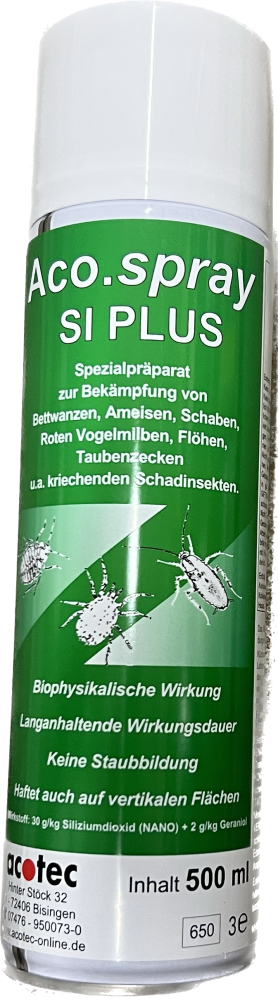 Aco.spray
SI PLUS
Spezialpräparat
zur Bekämpfung von
Bettwanzen, Ameisen, Schaben,
Roten Vogelmilben, Flöhen,
Taubenzecken
u.a. kriechenden Schadinsekten.
Biophysikalische Wirkung
Langanhaltende Wirkungsdauer
Keine Staubbildung
Haftet auch auf vertikalen Flächen
Wirkstoff: 30 g/kg Siliziumdioxid (NANO) + 2 g/kg Geraniol
acotec
Hinter Stöck 32
72406 Bisingen
07476 - 950073-0
www.acotec-online.de
Inhalt 500 ml
650 3e